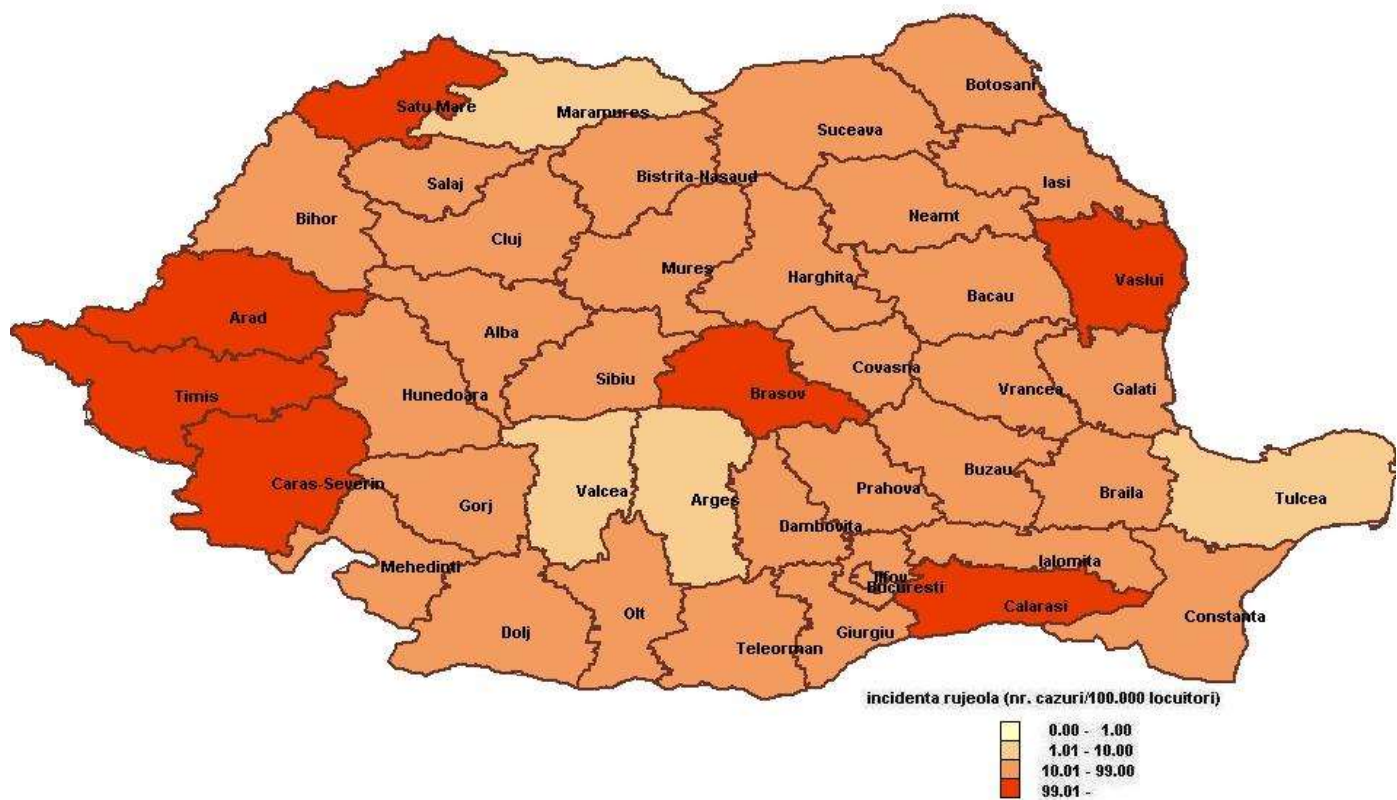 Botosani
Satu Mare
Maramures
Suceava
Salaj
Bistrita-Nasaud
Iasi
Bihor
Neamt
Cluj
Mures
Harghita
Vaslui
Bacau
Arad
Alba
Sibiu
Covasna
Timis
Hunedoara
Brasov
Vrancea
Galati
Caras-Severin
Valcea
Arges
Prahova
Buzau
Braila
Tulcea
Gorj
Dambovita
Mehedinti
Ialomita
Ilfov
Bucuresti
Calarasi
Constanta
Olt
Dolj
Giurgiu
Teleorman
incidenta rujeola (nr. cazuri/100.000 locuitori)
0.00 - 1.00
1.01 - 10.00
10.01 - 99.00
99.01 -